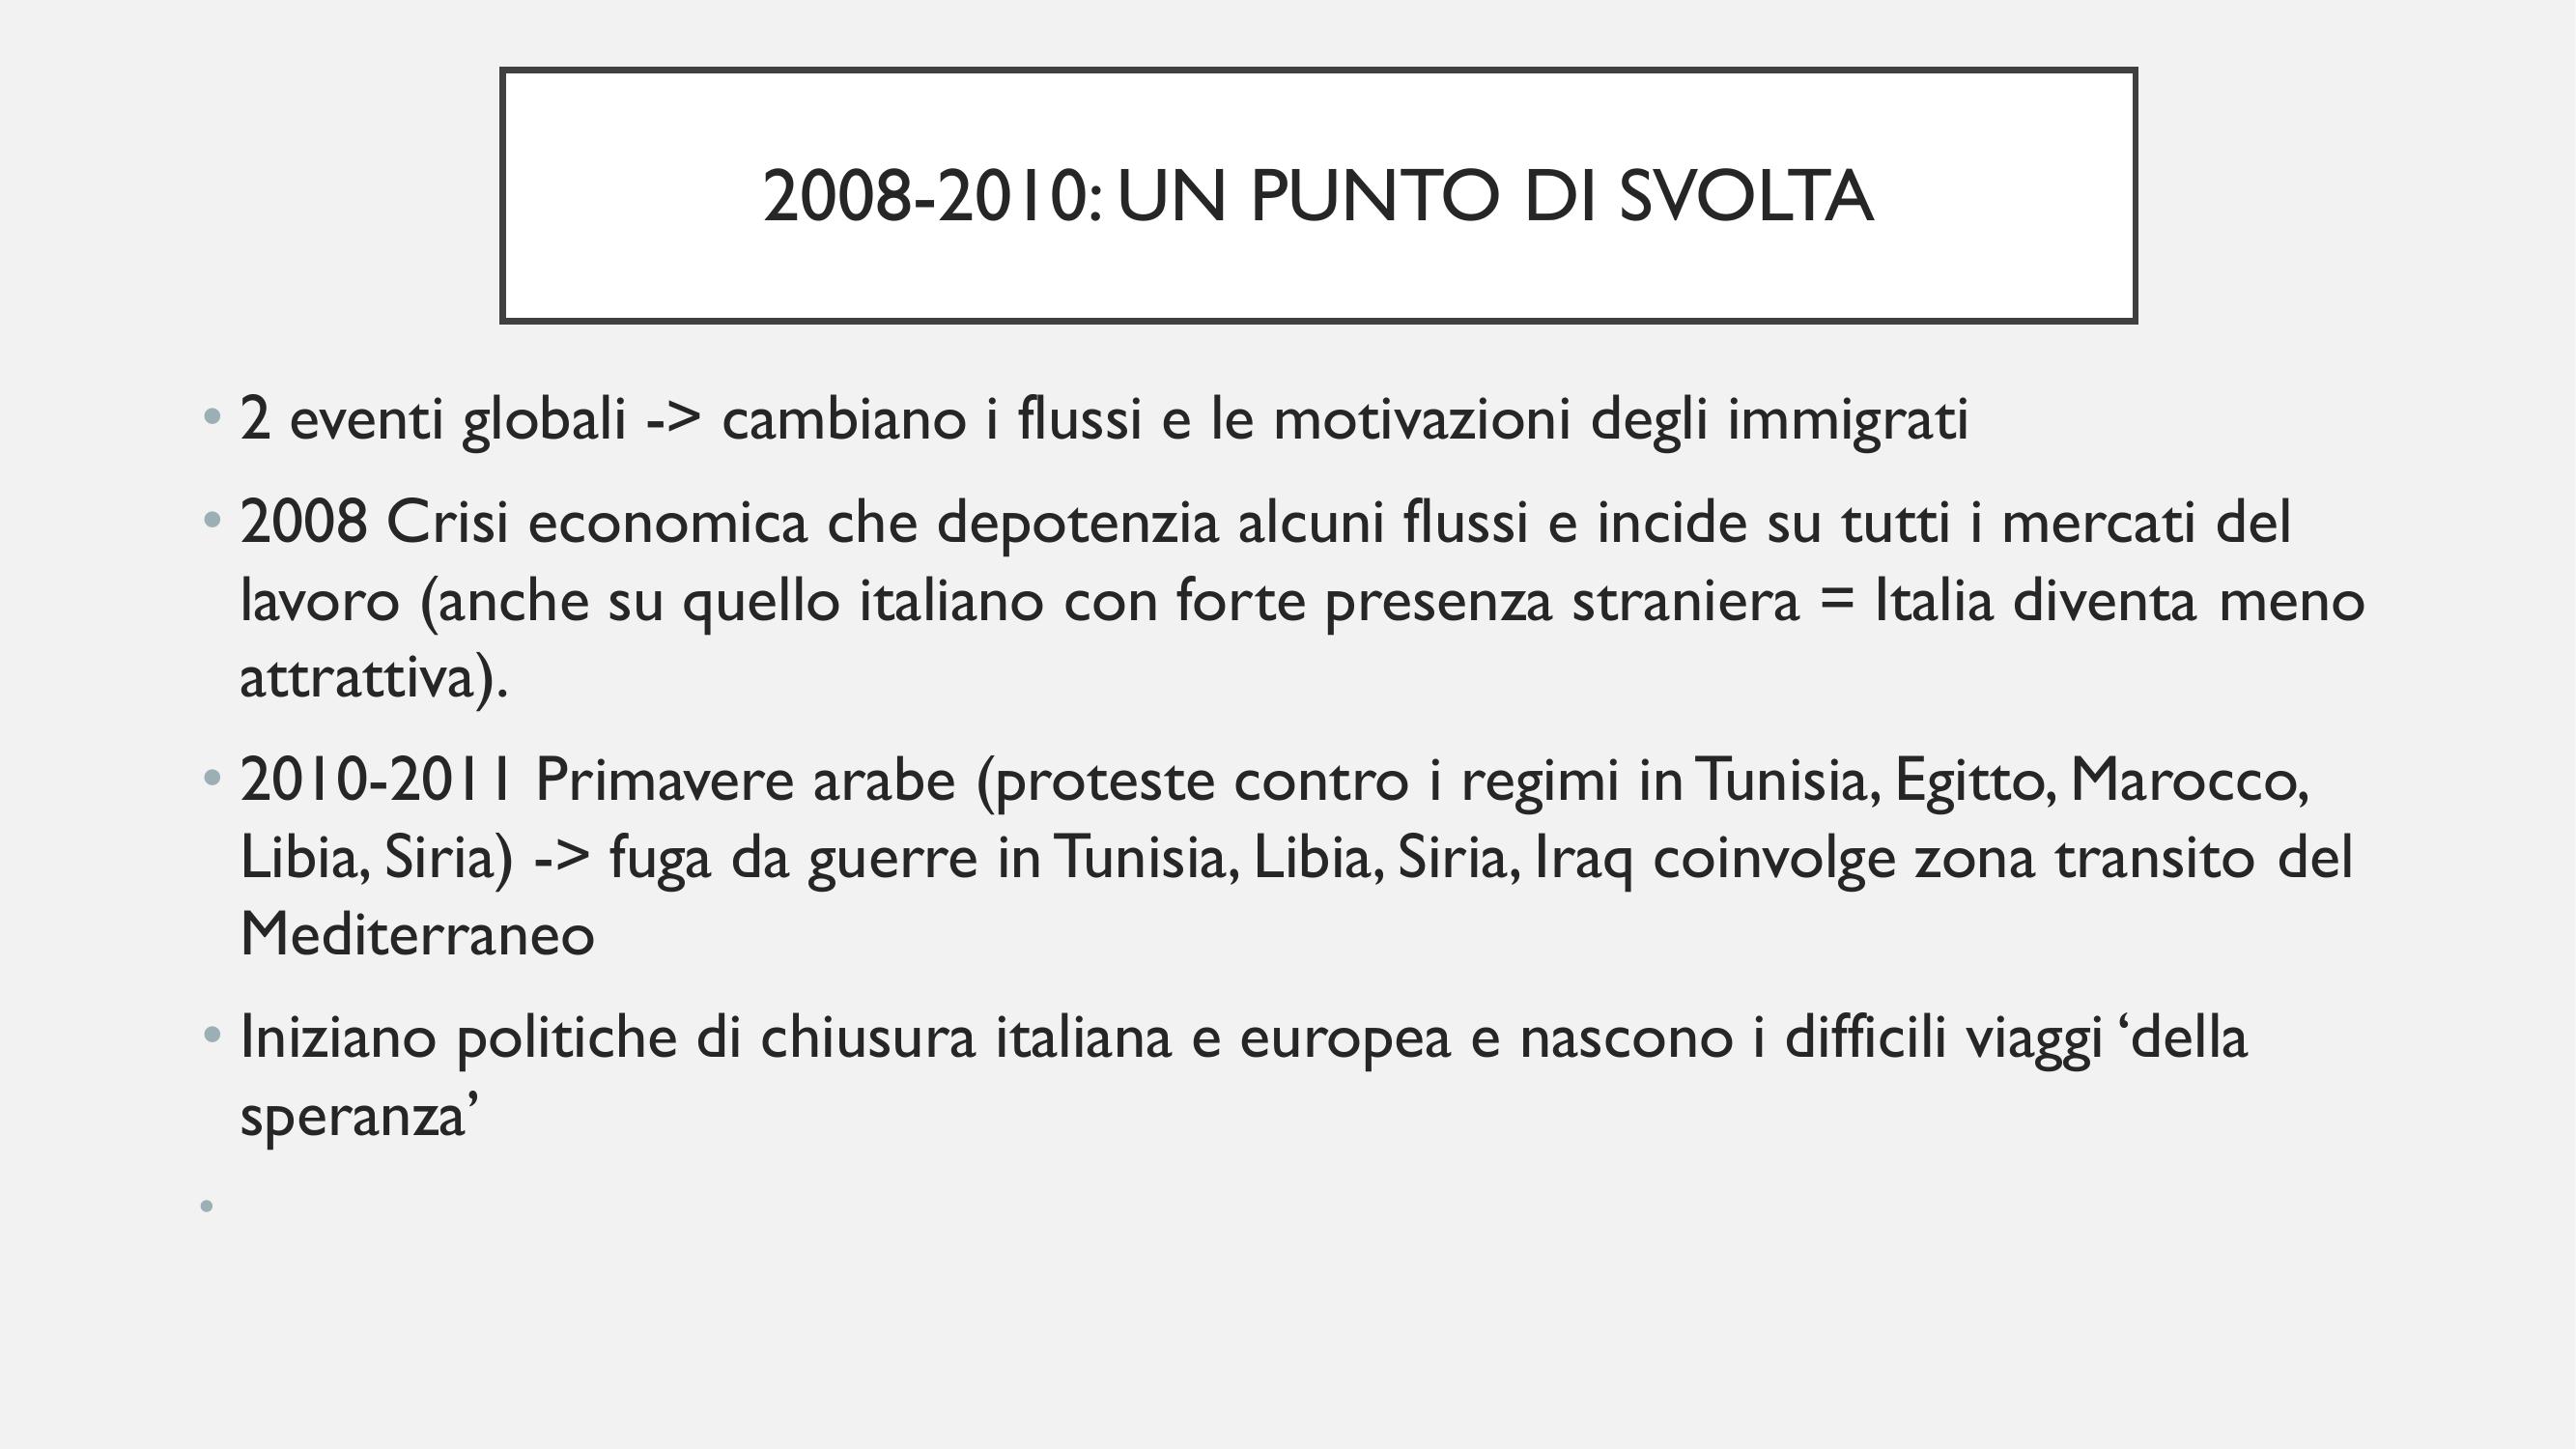 2008-2010: UN PUNTO DI SVOLTA
• 2 eventi globali -> cambiano i flussi e le motivazioni degli immigrati
• 2008 Crisi economica che depotenzia alcuni flussi e incide su tutti i mercati del
lavoro (anche su quello italiano con forte presenza straniera = Italia diventa meno
attrattiva).
• 2010-2011 Primavere arabe (proteste contro i regimi in Tunisia, Egitto, Marocco,
Libia, Siria) -> fuga da guerre in Tunisia, Libia, Siria, Iraq coinvolge zona transito del
Mediterraneo
• Iniziano politiche di chiusura italiana e europea e nascono i difficili viaggi ‘della
speranza’
•